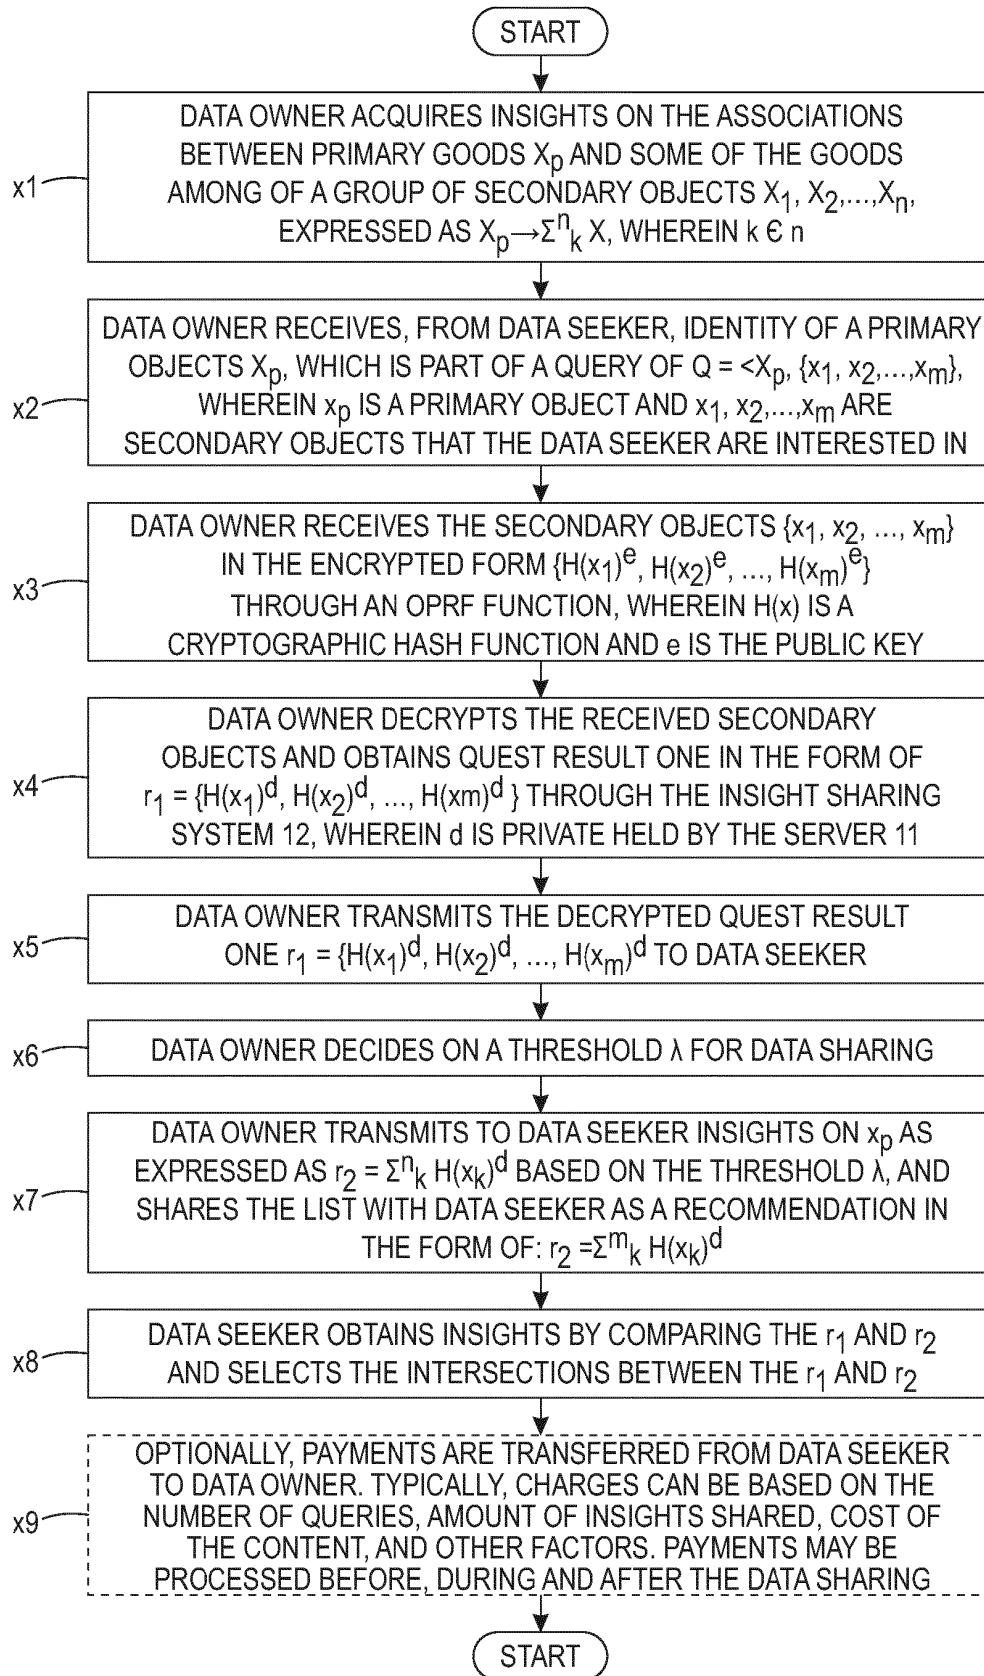 START
x1
DATA OWNER ACQUIRES INSIGHTS ON THE ASSOCIATIONS
BETWEEN PRIMARY GOODS Xₚ AND SOME OF THE GOODS
AMONG OF A GROUP OF SECONDARY OBJECTS X₁, X₂,...,Xₙ,
EXPRESSED AS Xₚ→Σⁿₖ X, WHEREIN k Є n
x2
DATA OWNER RECEIVES, FROM DATA SEEKER, IDENTITY OF A PRIMARY
OBJECTS Xₚ, WHICH IS PART OF A QUERY OF Q = <Xₚ, {x₁, x₂,...,xₘ},
WHEREIN xₚ IS A PRIMARY OBJECT AND x₁, x₂,...,xₘ ARE
SECONDARY OBJECTS THAT THE DATA SEEKER ARE INTERESTED IN
x3
DATA OWNER RECEIVES THE SECONDARY OBJECTS {x₁, x₂, ..., xₘ}
IN THE ENCRYPTED FORM {H(x₁)ᵉ, H(x₂)ᵉ, ..., H(xₘ)ᵉ}
THROUGH AN OPRF FUNCTION, WHEREIN H(x) IS A
CRYPTOGRAPHIC HASH FUNCTION AND e IS THE PUBLIC KEY
x4
DATA OWNER DECRYPTS THE RECEIVED SECONDARY
OBJECTS AND OBTAINS QUEST RESULT ONE IN THE FORM OF
r₁ = {H(x₁)ᵈ, H(x₂)ᵈ, ..., H(xm)ᵈ } THROUGH THE INSIGHT SHARING
SYSTEM 12, WHEREIN d IS PRIVATE HELD BY THE SERVER 11
x5
DATA OWNER TRANSMITS THE DECRYPTED QUEST RESULT
ONE r₁ = {H(x₁)ᵈ, H(x₂)ᵈ, ..., H(xₘ)ᵈ TO DATA SEEKER
x6
DATA OWNER DECIDES ON A THRESHOLD λ FOR DATA SHARING
x7
DATA OWNER TRANSMITS TO DATA SEEKER INSIGHTS ON xₚ AS
EXPRESSED AS r₂ = Σⁿₖ H(xₖ)ᵈ BASED ON THE THRESHOLD λ, AND
SHARES THE LIST WITH DATA SEEKER AS A RECOMMENDATION IN
THE FORM OF: r₂ =Σᵐₖ H(xₖ)ᵈ
x8
DATA SEEKER OBTAINS INSIGHTS BY COMPARING THE r₁ AND r₂
AND SELECTS THE INTERSECTIONS BETWEEN THE r₁ AND r₂
x9
OPTIONALLY, PAYMENTS ARE TRANSFERRED FROM DATA SEEKER
TO DATA OWNER. TYPICALLY, CHARGES CAN BE BASED ON THE
NUMBER OF QUERIES, AMOUNT OF INSIGHTS SHARED, COST OF
THE CONTENT, AND OTHER FACTORS. PAYMENTS MAY BE
PROCESSED BEFORE, DURING AND AFTER THE DATA SHARING
START